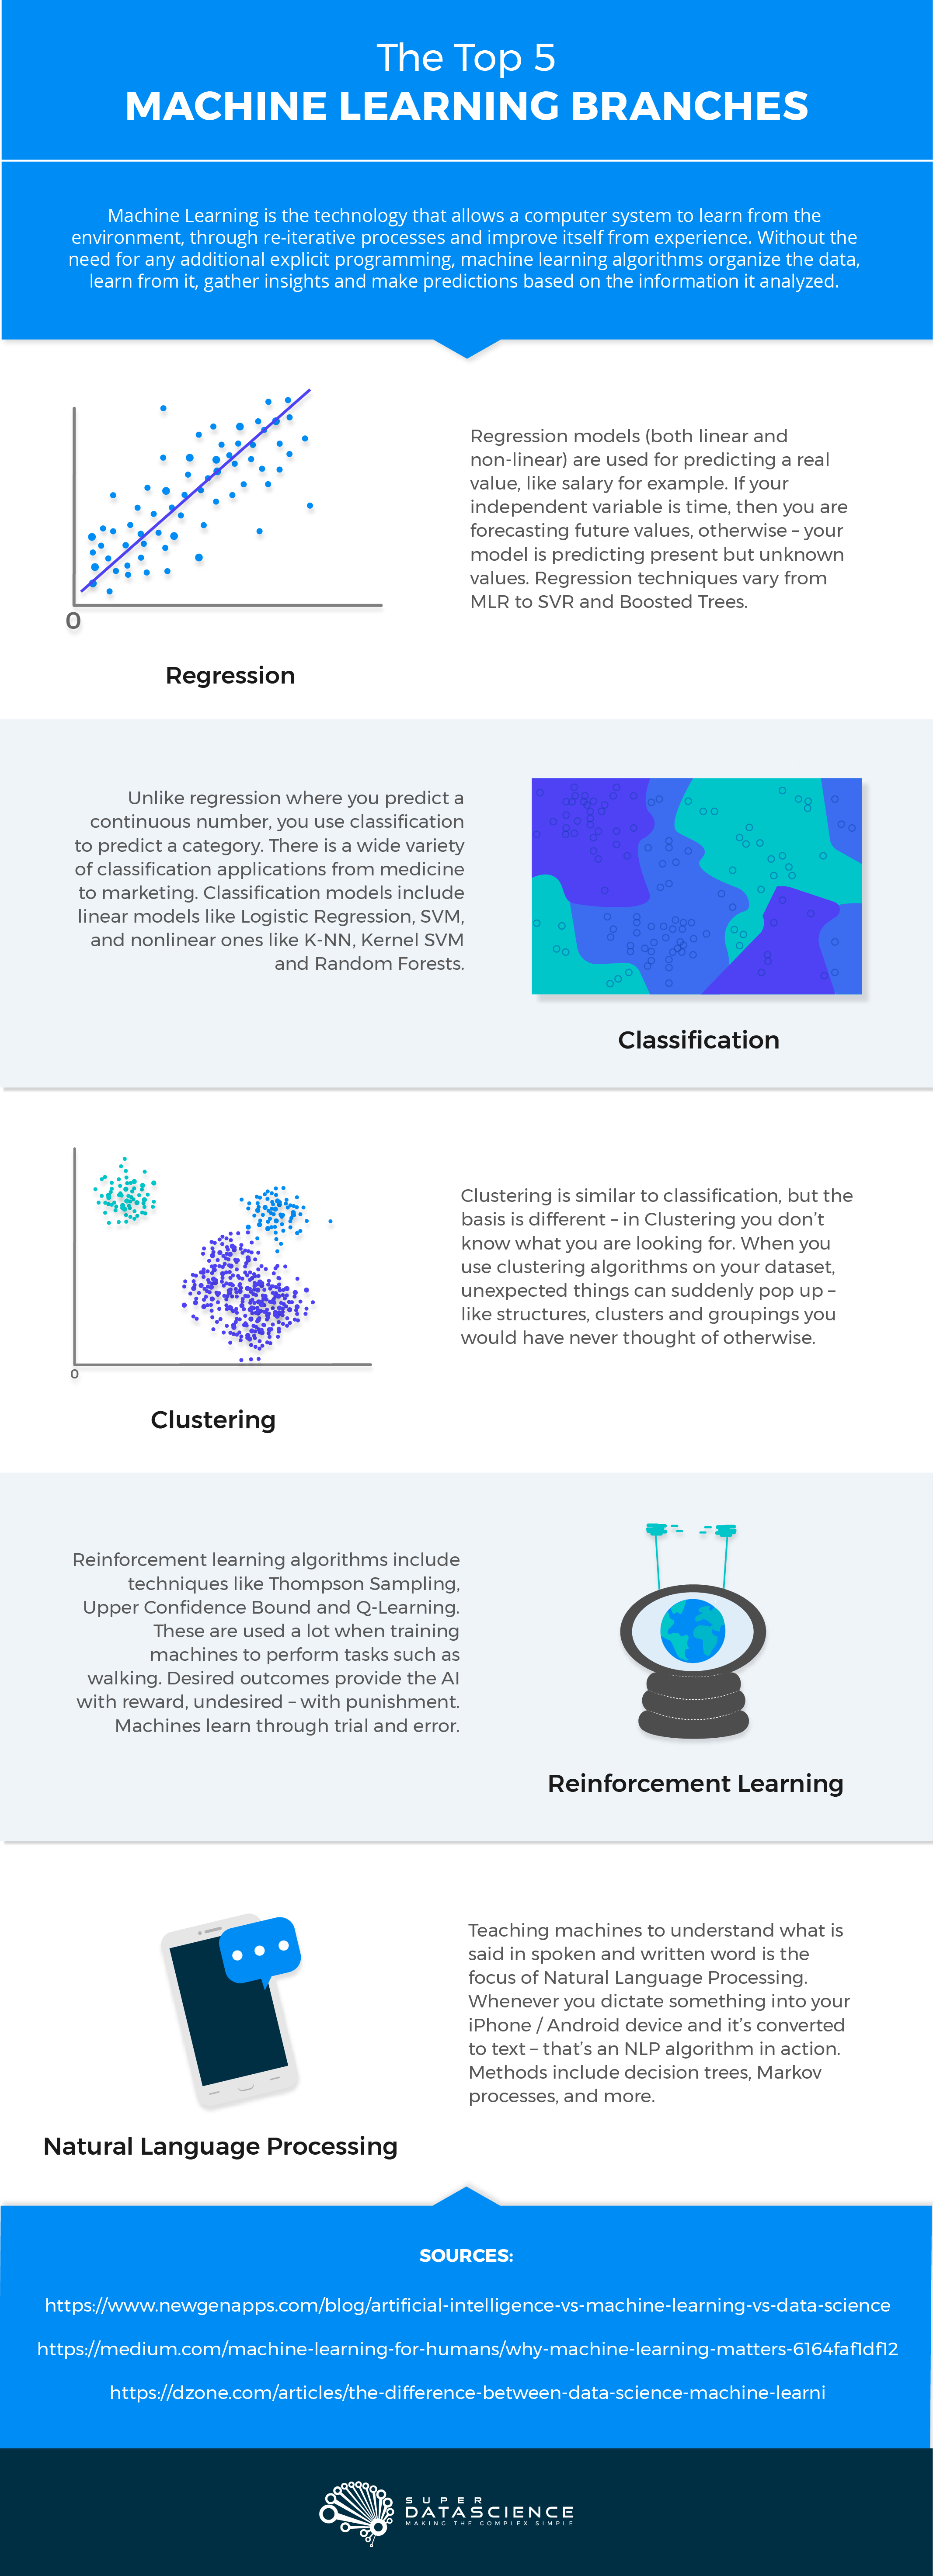 The Top 5
MACHINE LEARNING BRANCHES
Machine Learning is the technology that allows a computer system to learn from the
environment, through re-iterative processes and improve itself from experience. Without the
need for any additional explicit programming, machine learning algorithms organize the data,
learn from it, gather insights and make predictions based on the information it analyzed.
0
Regression
Regression models (both linear and
non-linear) are used for predicting a real
value, like salary for example. If your
independent variable is time, then you are
forecasting future values, otherwise – your
model is predicting present but unknown
values. Regression techniques vary from
MLR to SVR and Boosted Trees.
Unlike regression where you predict a
continuous number, you use classification
to predict a category. There is a wide variety
of classification applications from medicine
to marketing. Classification models include
linear models like Logistic Regression, SVM,
and nonlinear ones like K-NN, Kernel SVM
and Random Forests.
Classification
0
Clustering
Clustering is similar to classification, but the
basis is different – in Clustering you don't
know what you are looking for. When you
use clustering algorithms on your dataset,
unexpected things can suddenly pop up –
like structures, clusters and groupings you
would have never thought of otherwise.
Reinforcement learning algorithms include
techniques like Thompson Sampling,
Upper Confidence Bound and Q-Learning.
These are used a lot when training
machines to perform tasks such as
walking. Desired outcomes provide the AI
with reward, undesired – with punishment.
Machines learn through trial and error.
Reinforcement Learning
Natural Language Processing
Teaching machines to understand what is
said in spoken and written word is the
focus of Natural Language Processing.
Whenever you dictate something into your
iPhone / Android device and it's converted
to text – that's an NLP algorithm in action.
Methods include decision trees, Markov
processes, and more.
SOURCES:
https://www.newgenapps.com/blog/artificial-intelligence-vs-machine-learning-vs-data-science
https://medium.com/machine-learning-for-humans/why-machine-learning-matters-6164faf1df12
https://dzone.com/articles/the-difference-between-data-science-machine-learni
SUPER
DATASCIENCE
MAKING THE COMPLEX SIMPLE